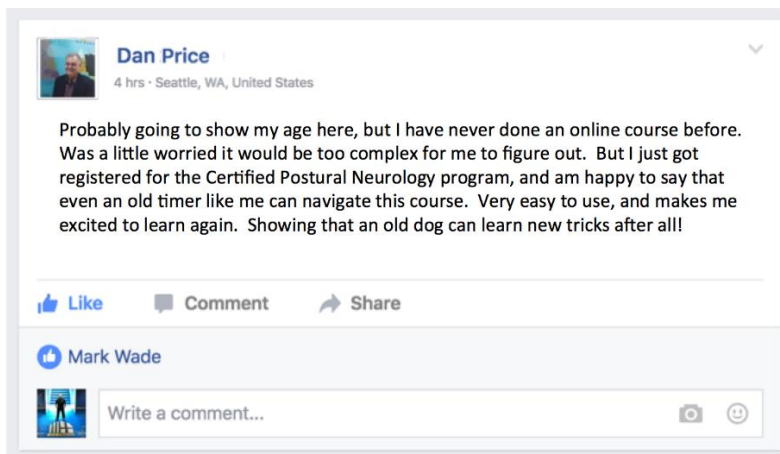 Dan Price
4 hrs · Seattle, WA, United States
Probably going to show my age here, but I have never done an online course before.
Was a little worried it would be too complex for me to figure out.  But I just got
registered for the Certified Postural Neurology program, and am happy to say that
even an old timer like me can navigate this course.  Very easy to use, and makes me
excited to learn again.  Showing that an old dog can learn new tricks after all!
Like Comment Share
Mark Wade
Write a comment...